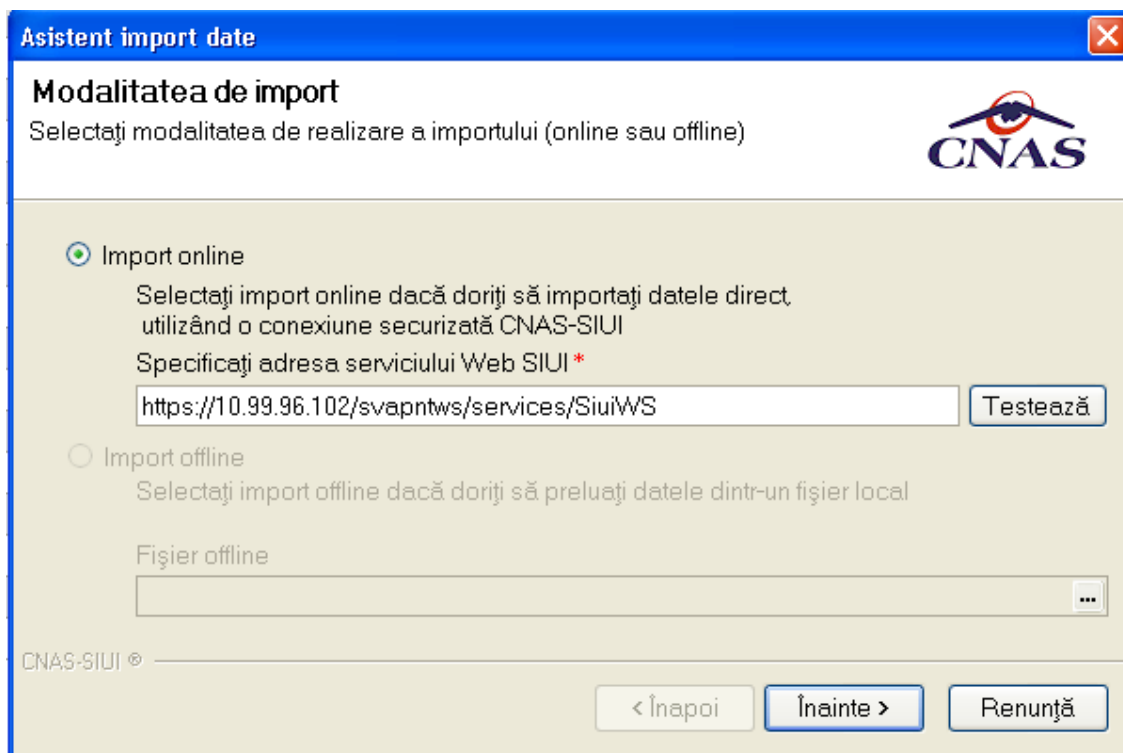 Asistent import date
Modalitatea de import
Selectaţi modalitatea de realizare a importului (online sau offline)
CNAS
Import online
Selectaţi import online dacă doriţi să importaţi datele direct,
utilizând o conexiune securizată CNAS-SIUI
Specificaţi adresa serviciului Web SIUI *
https://10.99.96.102/svapntws/services/SiuiWS
Testează
Import offline
Selectaţi import offline dacă doriţi să preluaţi datele dintr-un fişier local
Fişier offline
...
CNAS-SIUI ®
< Înapoi
Înainte >
Renunţă